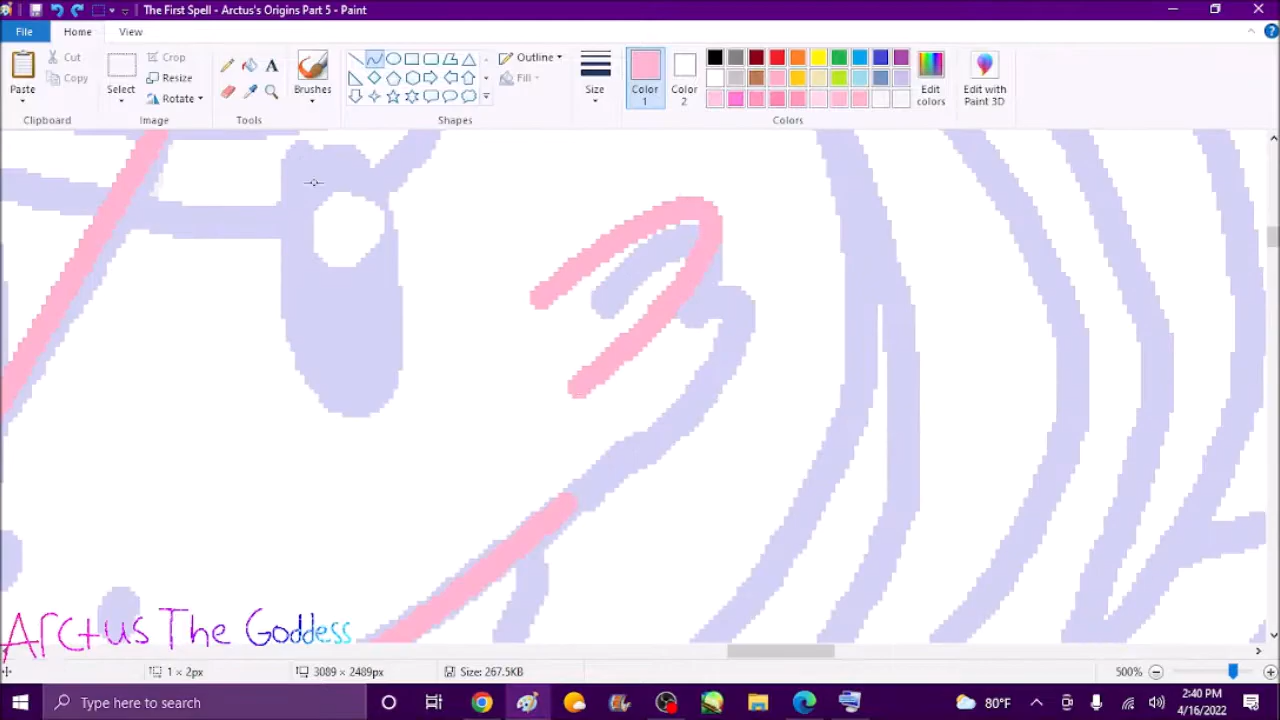 The First Spell - Arctus's Origins Part 5 - Paint
File Home View
Paste
Cut
Copy
Clipboard
Select
Crop
Resize
Rotate
Image
A
Tools
Brushes
Outline
Fill
Shapes
Size
Color 1
Color 2
Edit colors
Colors
Edit with Paint 3D
Arctus The Goddess
1 × 2px
3089 × 2489px
Size: 267.5KB
500%
Type here to search
80°F
2:40 PM
4/16/2022